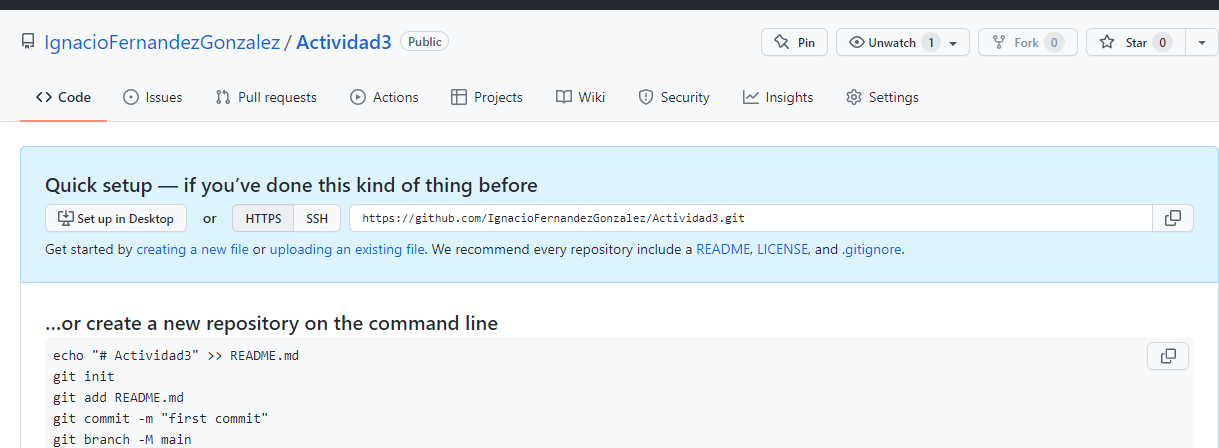 IgnacioFernandezGonzalez / Actividad3 Public Pin Unwatch 1 Fork 0 Star 0
Code Issues Pull requests Actions Projects Wiki Security Insights Settings
Quick setup — if you’ve done this kind of thing before
Set up in Desktop or HTTPS SSH https://github.com/IgnacioFernandezGonzalez/Actividad3.git
Get started by creating a new file or uploading an existing file. We recommend every repository include a README, LICENSE, and .gitignore.
…or create a new repository on the command line
echo "# Actividad3" >> README.md
git init
git add README.md
git commit -m "first commit"
git branch -M main